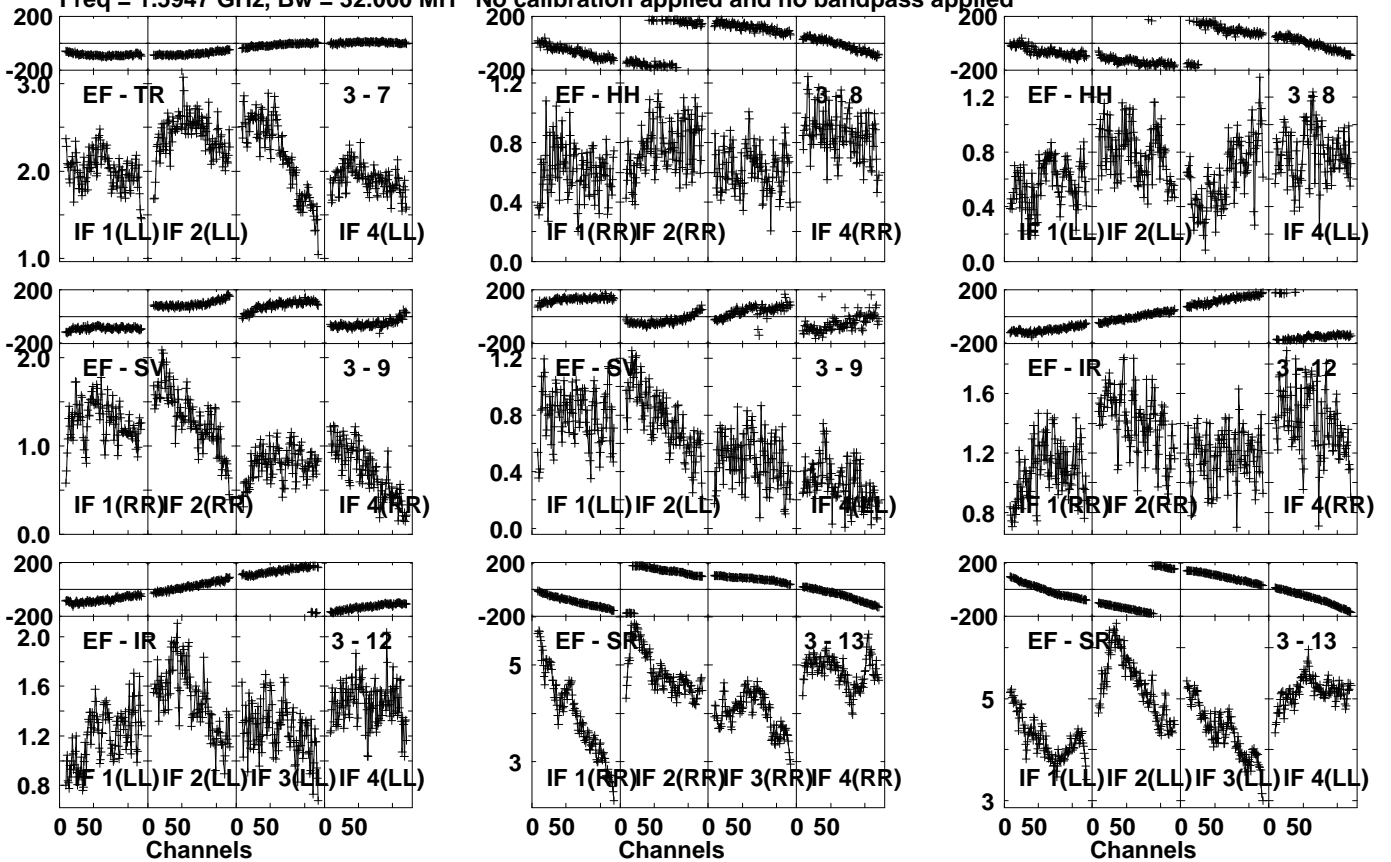 Freq = 1.5947 GHz, Bw = 32.000 MH No calibration applied and no bandpass applied
200
-200
3.0
2.0
1.0
EF - TR
3 - 7
IF 1(LL) IF 2(LL) IF 4(LL)
200
-200
1.2
0.8
0.4
0.0
EF - HH
3 - 8
IF 1(RR) IF 2(RR) IF 4(RR)
200
-200
1.2
0.8
0.4
0.0
EF - HH
3 - 8
IF 1(LL) IF 2(LL) IF 4(LL)
200
-200
2.0
1.0
0.0
EF - SV
3 - 9
IF 1(RR) IF 2(RR) IF 4(RR)
200
-200
1.2
0.8
0.4
0.0
EF - SV
3 - 9
IF 1(LL) IF 2(LL) IF 4(LL)
200
-200
1.6
1.2
0.8
EF - IR
3 - 12
IF 1(RR) IF 2(RR) IF 4(RR)
200
-200
2.0
1.6
1.2
0.8
EF - IR
3 - 12
IF 1(LL) IF 2(LL) IF 3(LL) IF 4(LL)
0 50 0 50 0 50 0 50
Channels
200
-200
5
3
EF - SR
3 - 13
IF 1(RR) IF 2(RR) IF 3(RR) IF 4(RR)
0 50 0 50 0 50 0 50
Channels
200
-200
5
3
EF - SR
3 - 13
IF 1(LL) IF 2(LL) IF 3(LL) IF 4(LL)
0 50 0 50 0 50 0 50
Channels